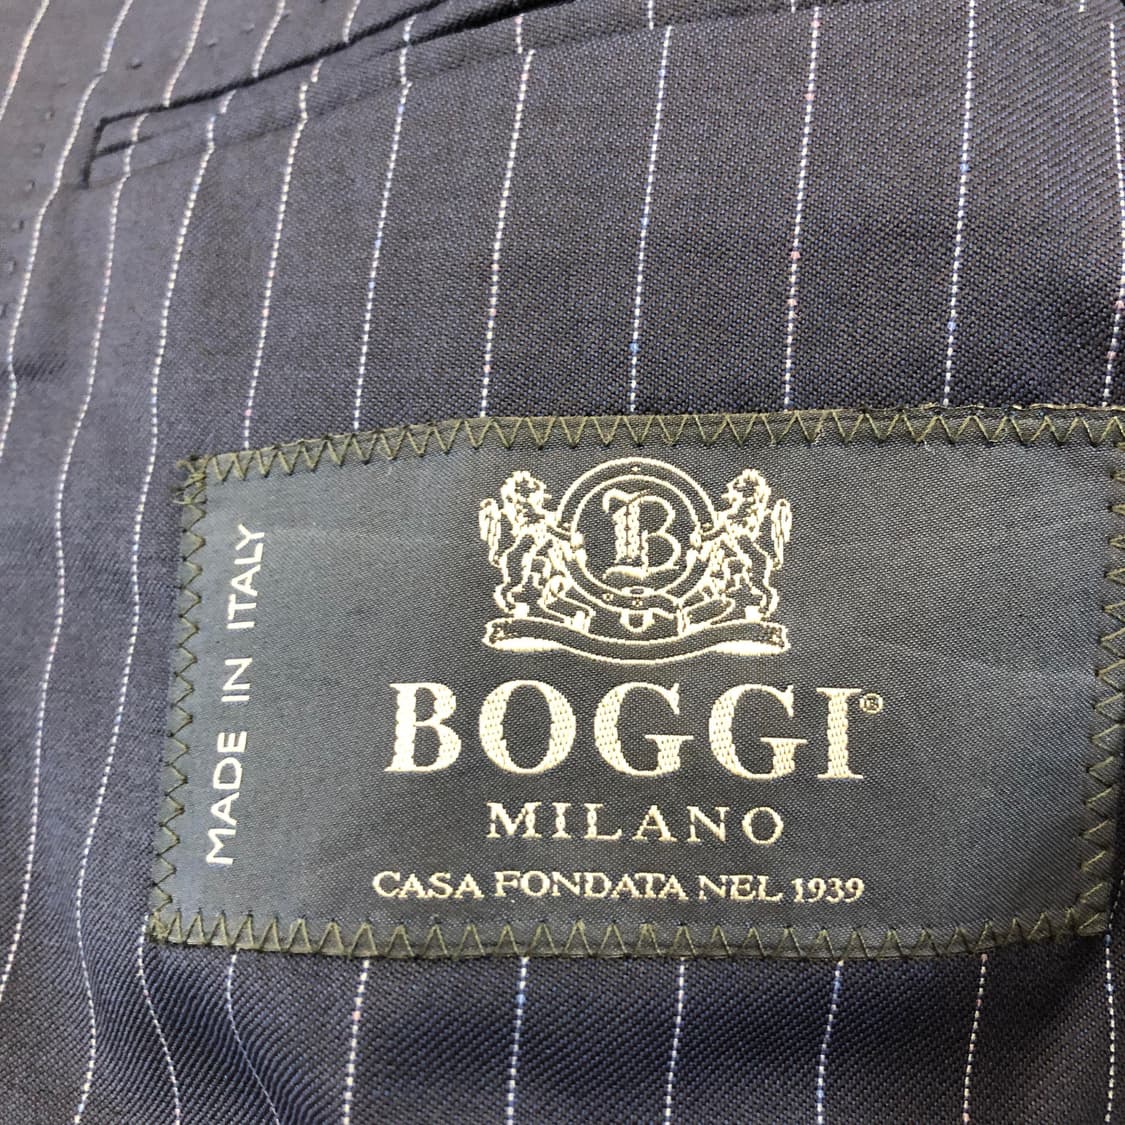 MADE IN ITALY
B
BOGGI®
MILANO
CASA FONDATA NEL 1939